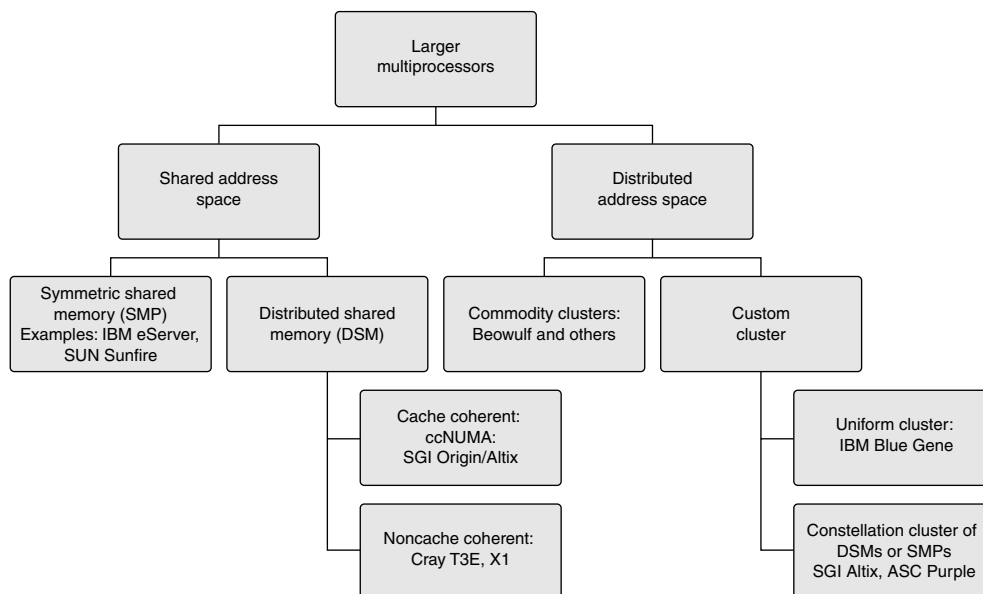 Larger
multiprocessors
Shared address
space
Distributed
address space
Symmetric shared
memory (SMP)
Examples: IBM eServer,
SUN Sunfire
Distributed shared
memory (DSM)
Commodity clusters:
Beowulf and others
Custom
cluster
Cache coherent:
ccNUMA:
SGI Origin/Altix
Uniform cluster:
IBM Blue Gene
Noncache coherent:
Cray T3E, X1
Constellation cluster of
DSMs or SMPs
SGI Altix, ASC Purple